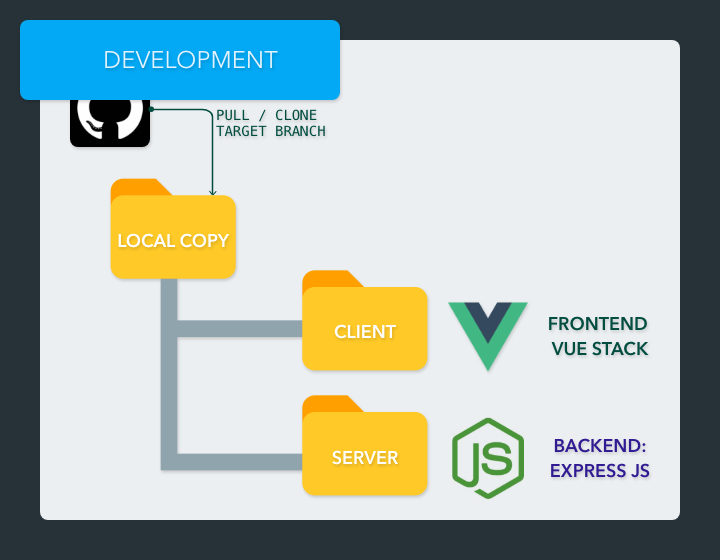 DEVELOPMENT
PULL / CLONE
TARGET BRANCH
LOCAL COPY
CLIENT
FRONTEND
VUE STACK
SERVER
JS
BACKEND:
EXPRESS JS